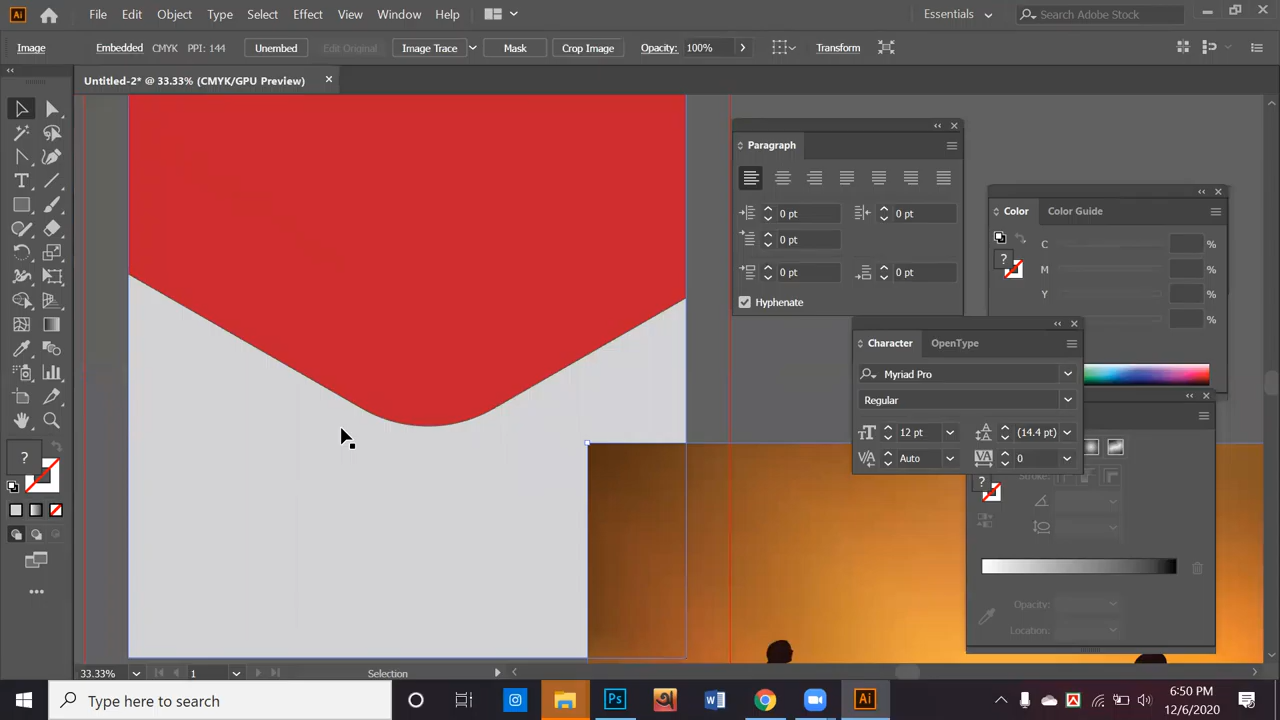 Ai File Edit Object Type Select Effect View Window Help Essentials Search Adobe Stock
Image Embedded CMYK PPI: 144 Unembed Edit Original Image Trace Mask Crop Image Opacity: 100% Transform
Untitled-2* @ 33.33% (CMYK/GPU Preview)
Paragraph
0 pt 0 pt
0 pt
0 pt 0 pt
Hyphenate
Color Color Guide
C %
M %
Y %
%
Character OpenType
Myriad Pro
Regular
12 pt (14.4 pt)
Auto 0
Stroke:
Opacity:
Location:
33.33% 1 Selection
Type here to search
Ps Ai
6:50 PM
12/6/2020